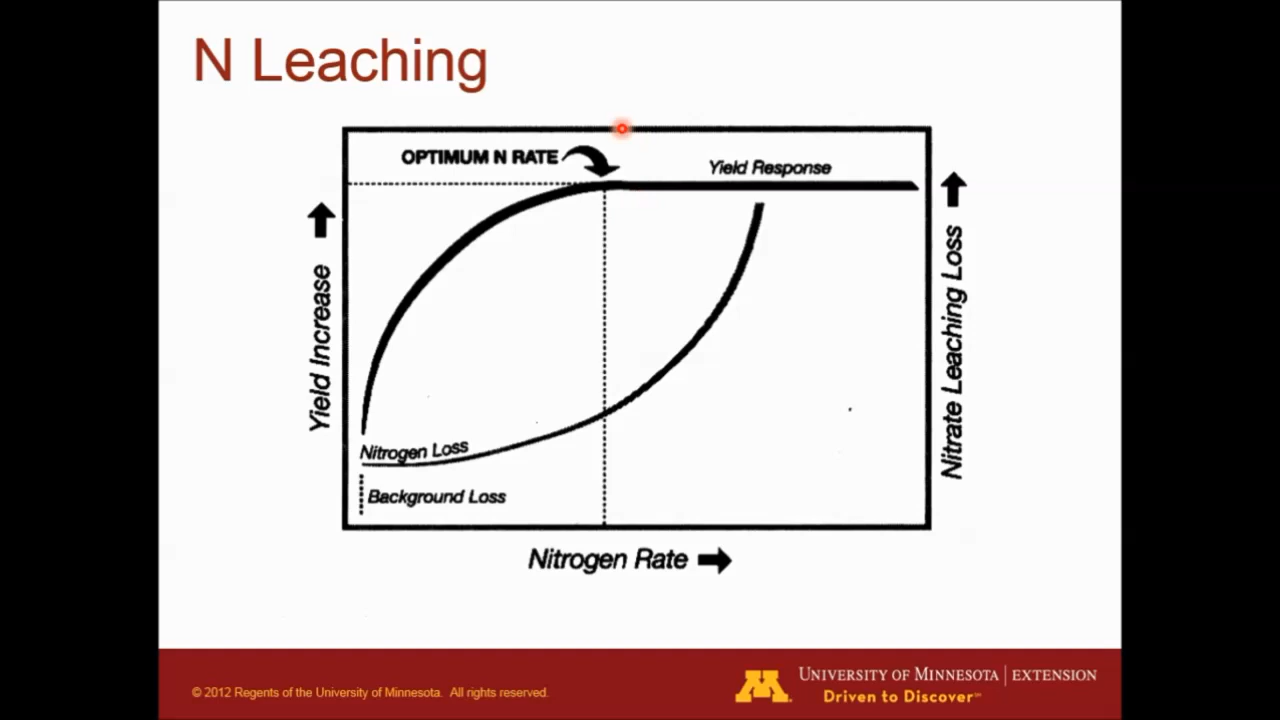 N Leaching
OPTIMUM N RATE
Yield Response
Yield Increase
Nitrate Leaching Loss
Nitrogen Loss
Background Loss
Nitrogen Rate
© 2012 Regents of the University of Minnesota. All rights reserved.
UNIVERSITY OF MINNESOTA | EXTENSION
Driven to Discover℠